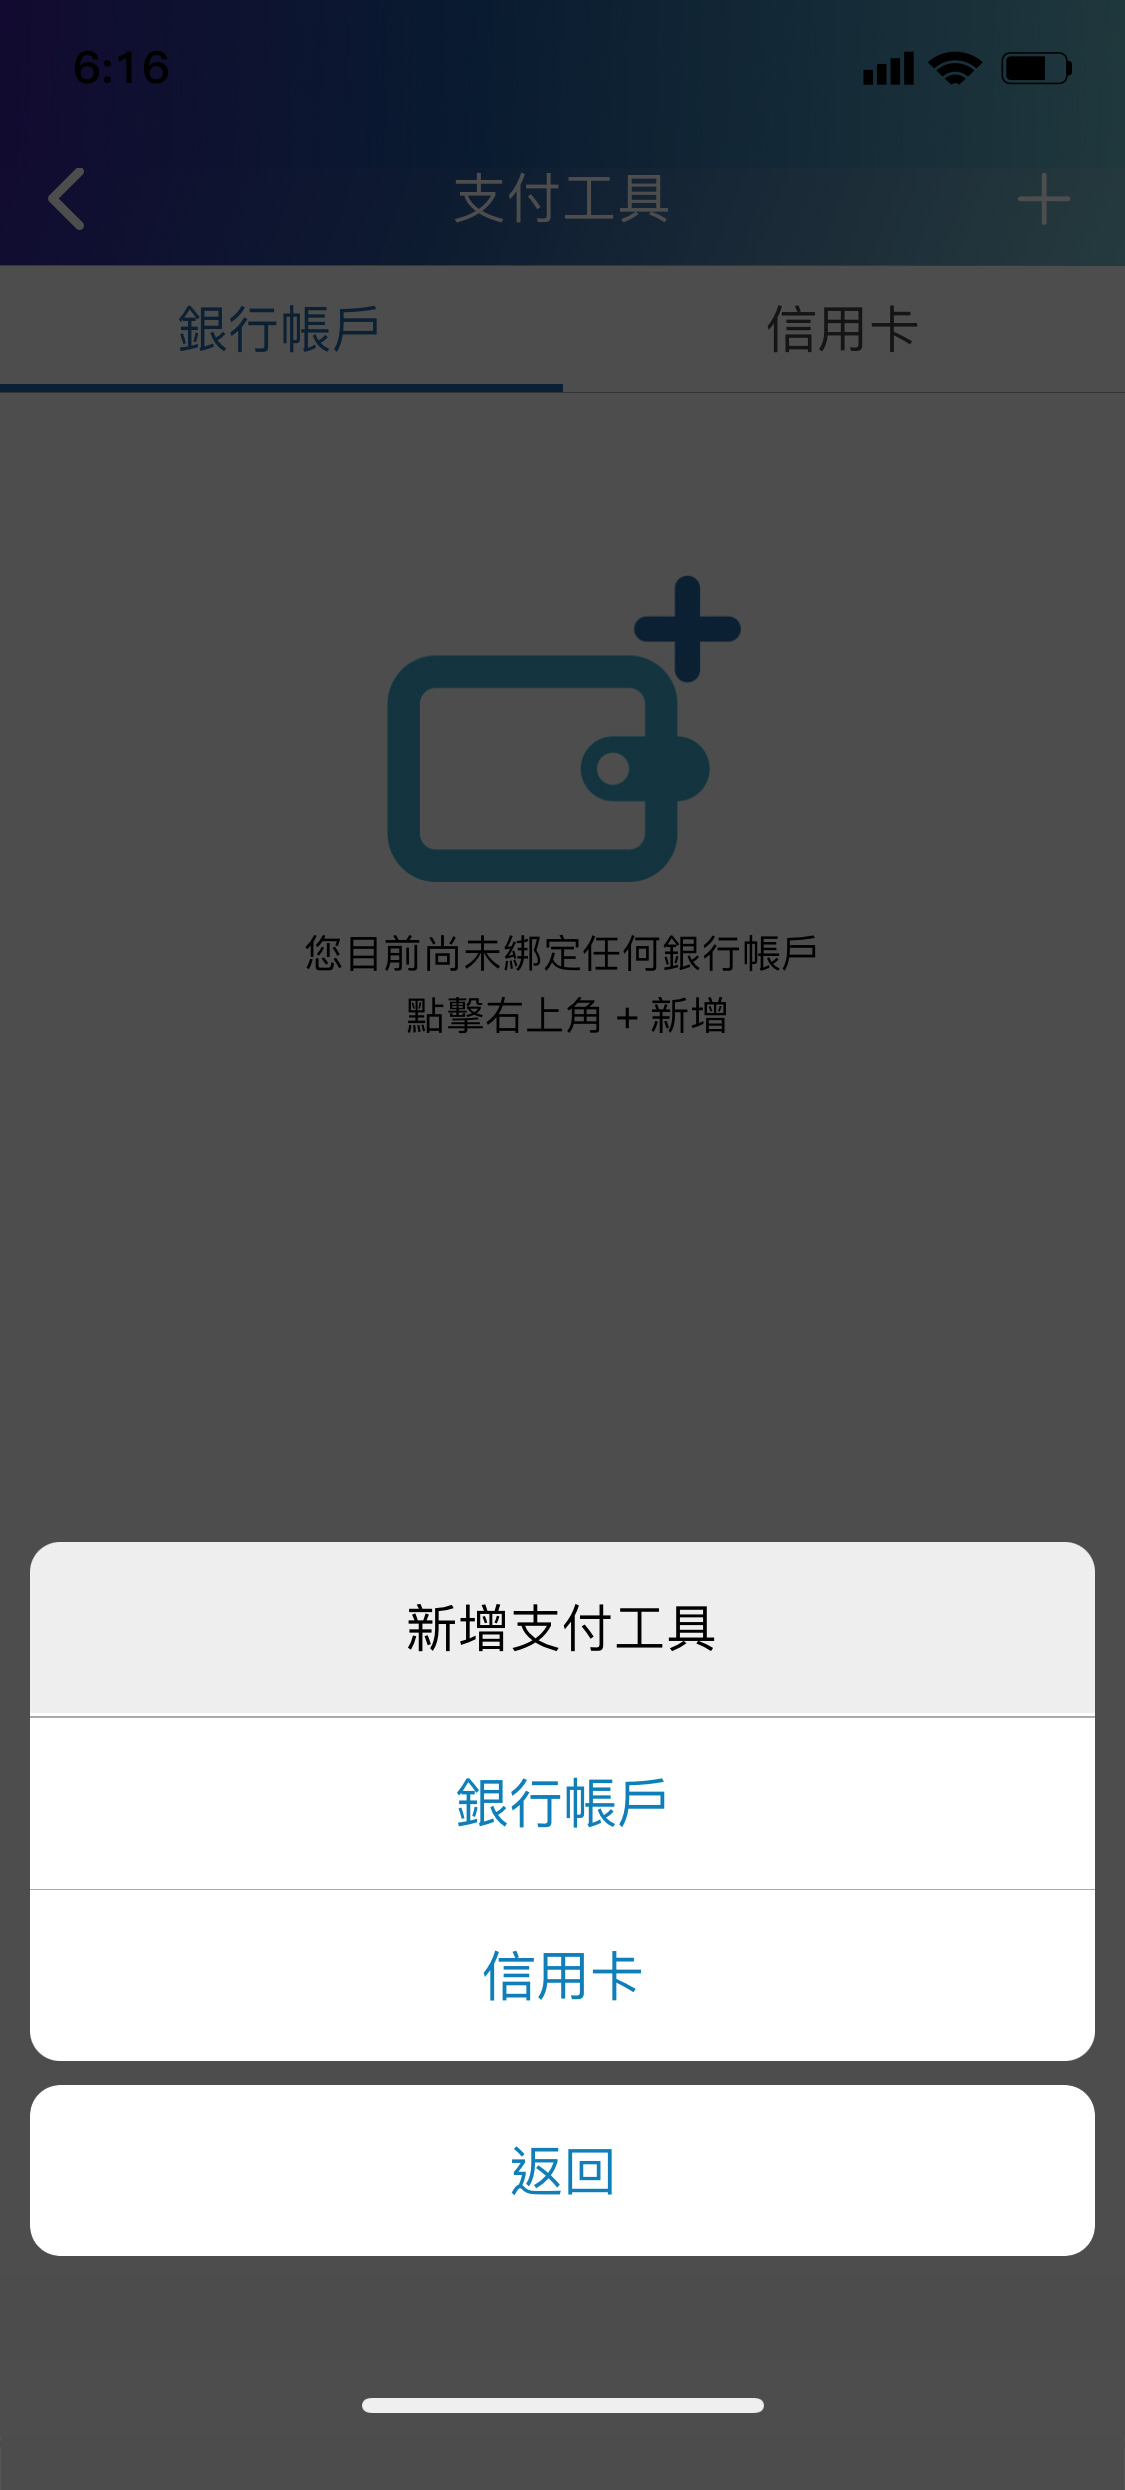 6:16
支付工具
銀行帳戶
信用卡
您目前尚未綁定任何銀行帳戶
點擊右上角 + 新增
新增支付工具
銀行帳戶
信用卡
返回